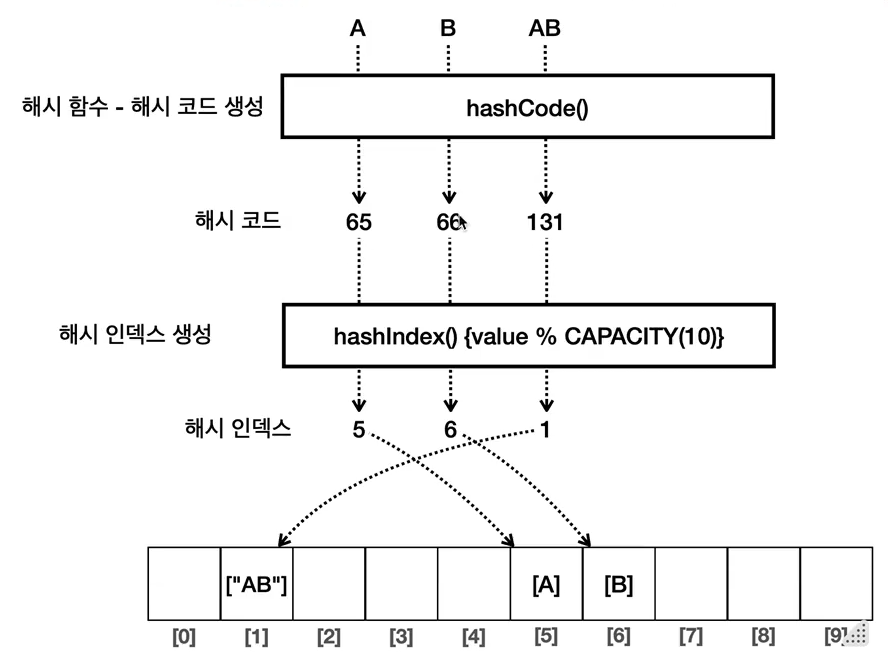 A B AB
해시 함수 - 해시 코드 생성 hashCode()
해시 코드 65 66 131
해시 인덱스 생성 hashIndex() {value % CAPACITY(10)}
해시 인덱스 5 6 1
["AB"] [A] [B]
[0] [1] [2] [3] [4] [5] [6] [7] [8] [9]